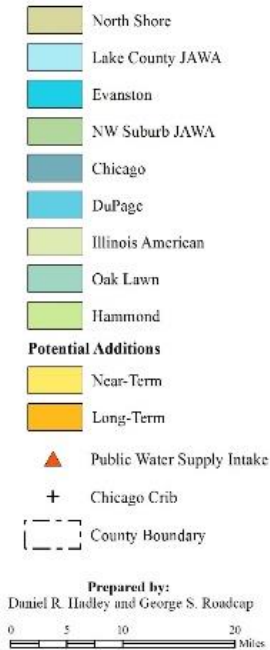 North Shore
Lake County JAWA
Evanston
NW Suburb JAWA
Chicago
DuPage
Illinois American
Oak Lawn
Hammond
Potential Additions
Near-Term
Long-Term
Public Water Supply Intake
Chicago Crib
County Boundary
Prepared by:
Daniel R. Hadley and George S. Roadcap
0 5 10 20
Miles